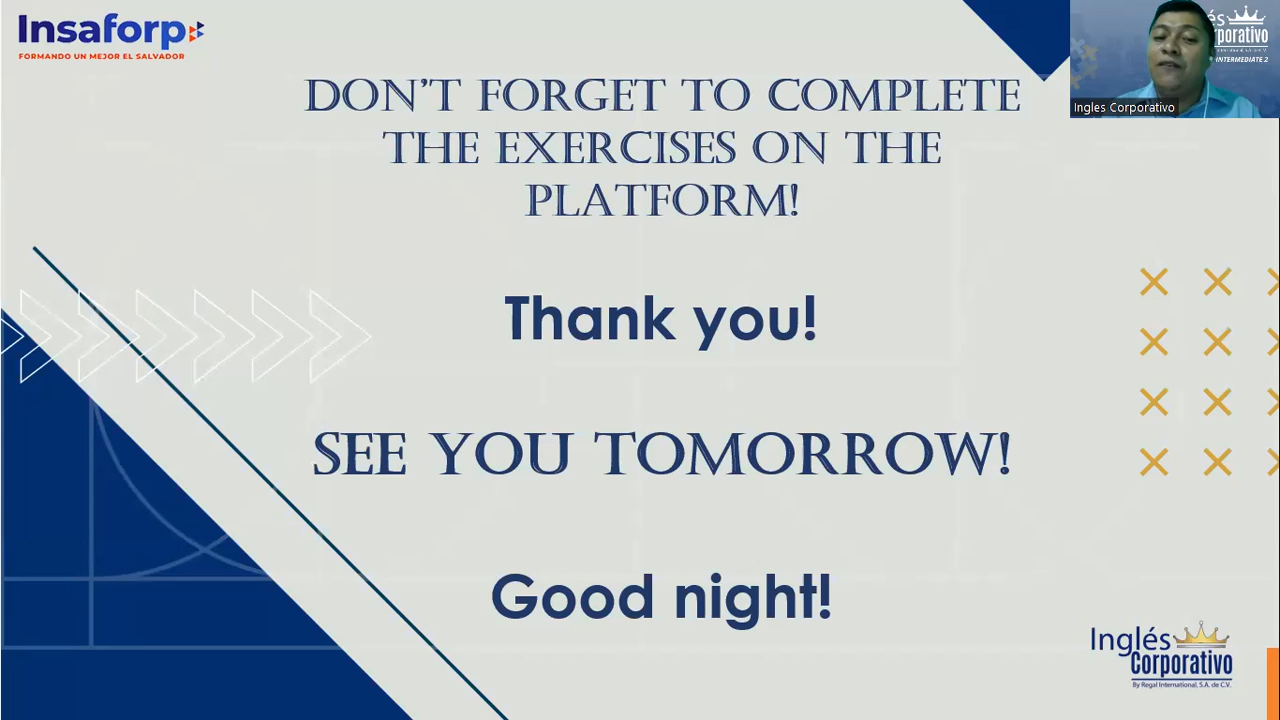 Insaforp
FORMANDO UN MEJOR EL SALVADOR
DON'T FORGET TO COMPLETE
THE EXERCISES ON THE
PLATFORM!
Thank you!
SEE YOU TOMORROW!
Good night!
INTERMEDIATE 2
Ingles Corporativo
Inglés
Corporativo
By Regal International, S.A. de C.V.